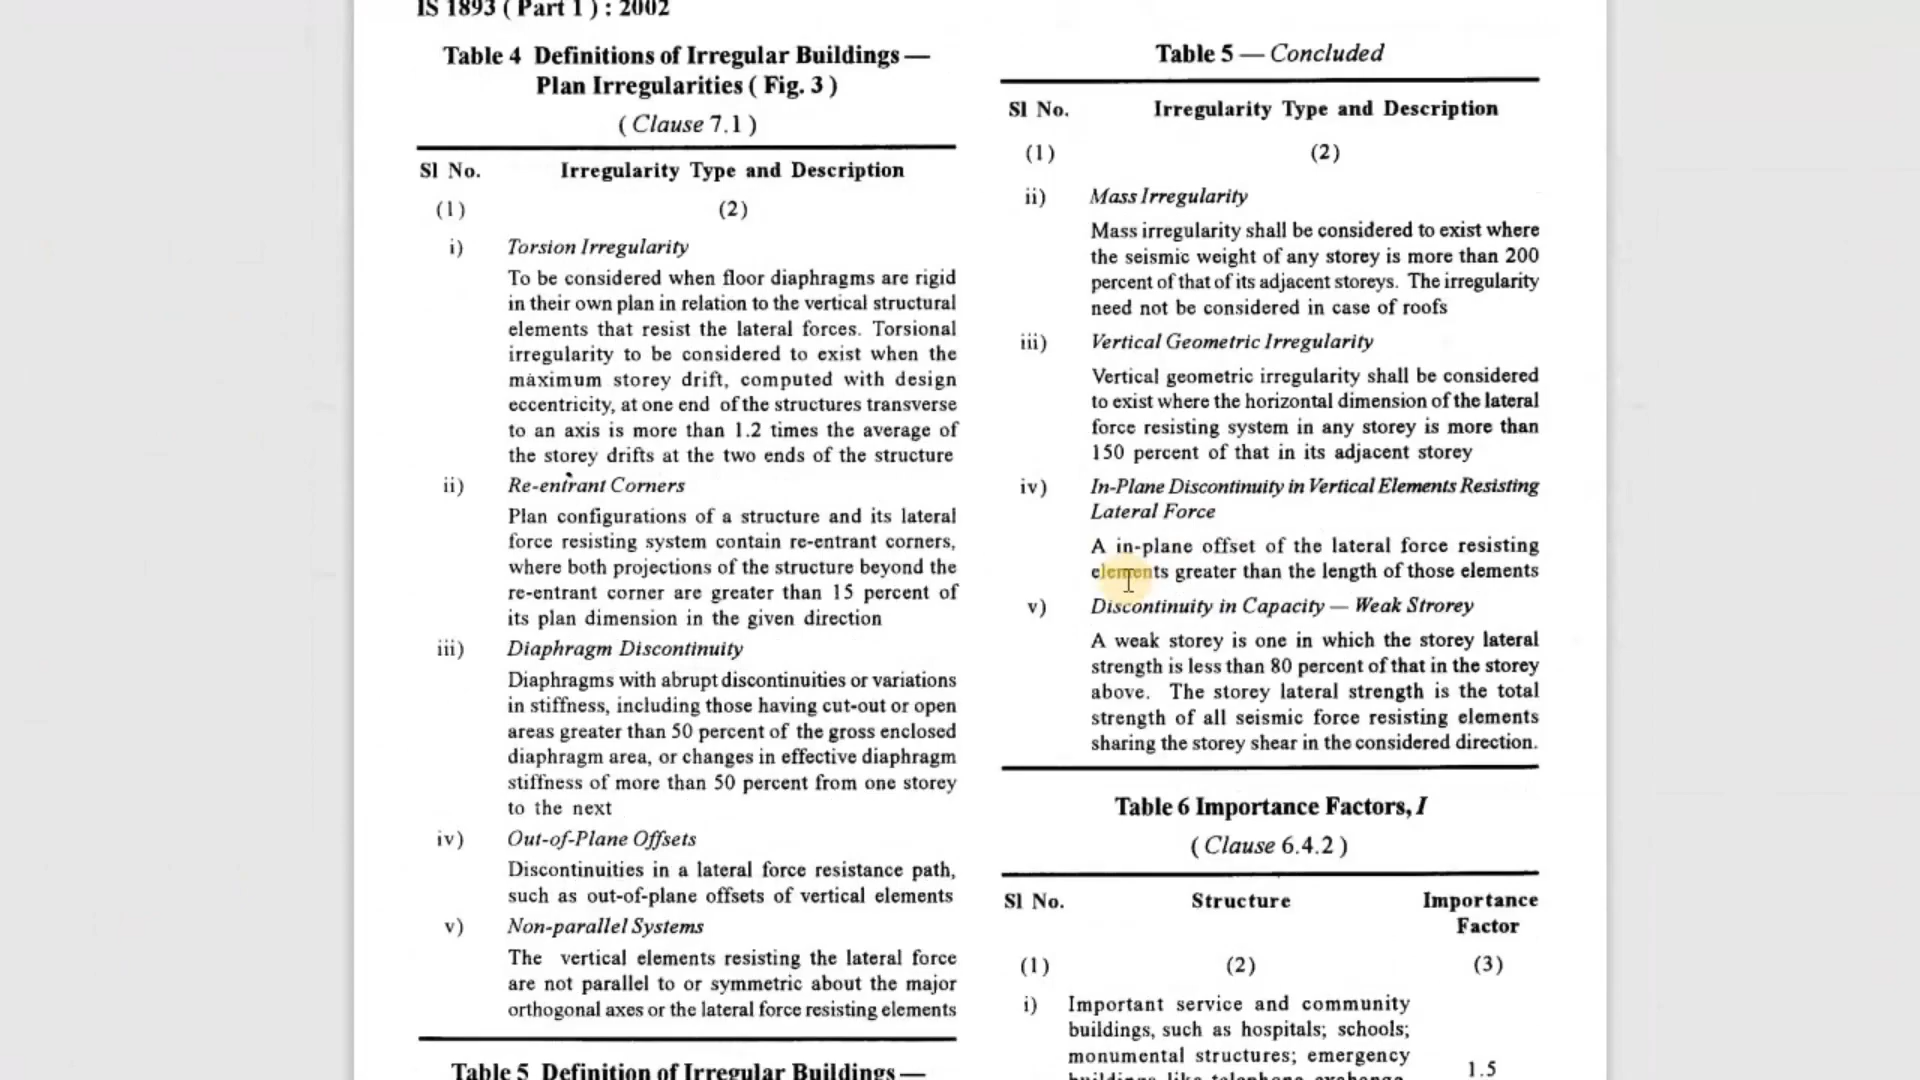 IS 1893 ( Part 1 ) : 2002
Table 4 Definitions of Irregular Buildings —
Plan Irregularities ( Fig. 3 )
( Clause 7.1 )
Sl No. Irregularity Type and Description
(1) (2)
i) Torsion Irregularity
To be considered when floor diaphragms are rigid
in their own plan in relation to the vertical structural
elements that resist the lateral forces. Torsional
irregularity to be considered to exist when the
maximum storey drift, computed with design
eccentricity, at one end of the structures transverse
to an axis is more than 1.2 times the average of
the storey drifts at the two ends of the structure
ii) Re-entrant Corners
Plan configurations of a structure and its lateral
force resisting system contain re-entrant corners,
where both projections of the structure beyond the
re-entrant corner are greater than 15 percent of
its plan dimension in the given direction
iii) Diaphragm Discontinuity
Diaphragms with abrupt discontinuities or variations
in stiffness, including those having cut-out or open
areas greater than 50 percent of the gross enclosed
diaphragm area, or changes in effective diaphragm
stiffness of more than 50 percent from one storey
to the next
iv) Out-of-Plane Offsets
Discontinuities in a lateral force resistance path,
such as out-of-plane offsets of vertical elements
v) Non-parallel Systems
The vertical elements resisting the lateral force
are not parallel to or symmetric about the major
orthogonal axes or the lateral force resisting elements
Table 5 Definition of Irregular Buildings —
Table 5 — Concluded
Sl No. Irregularity Type and Description
(1) (2)
ii) Mass Irregularity
Mass irregularity shall be considered to exist where
the seismic weight of any storey is more than 200
percent of that of its adjacent storeys. The irregularity
need not be considered in case of roofs
iii) Vertical Geometric Irregularity
Vertical geometric irregularity shall be considered
to exist where the horizontal dimension of the lateral
force resisting system in any storey is more than
150 percent of that in its adjacent storey
iv) In-Plane Discontinuity in Vertical Elements Resisting
Lateral Force
A in-plane offset of the lateral force resisting
elements greater than the length of those elements
v) Discontinuity in Capacity — Weak Strorey
A weak storey is one in which the storey lateral
strength is less than 80 percent of that in the storey
above. The storey lateral strength is the total
strength of all seismic force resisting elements
sharing the storey shear in the considered direction.
Table 6 Importance Factors, I
( Clause 6.4.2 )
Sl No. Structure Importance
Factor
(1) (2) (3)
i) Important service and community
buildings, such as hospitals; schools;
monumental structures; emergency 1.5
buildings like telephone exchange,